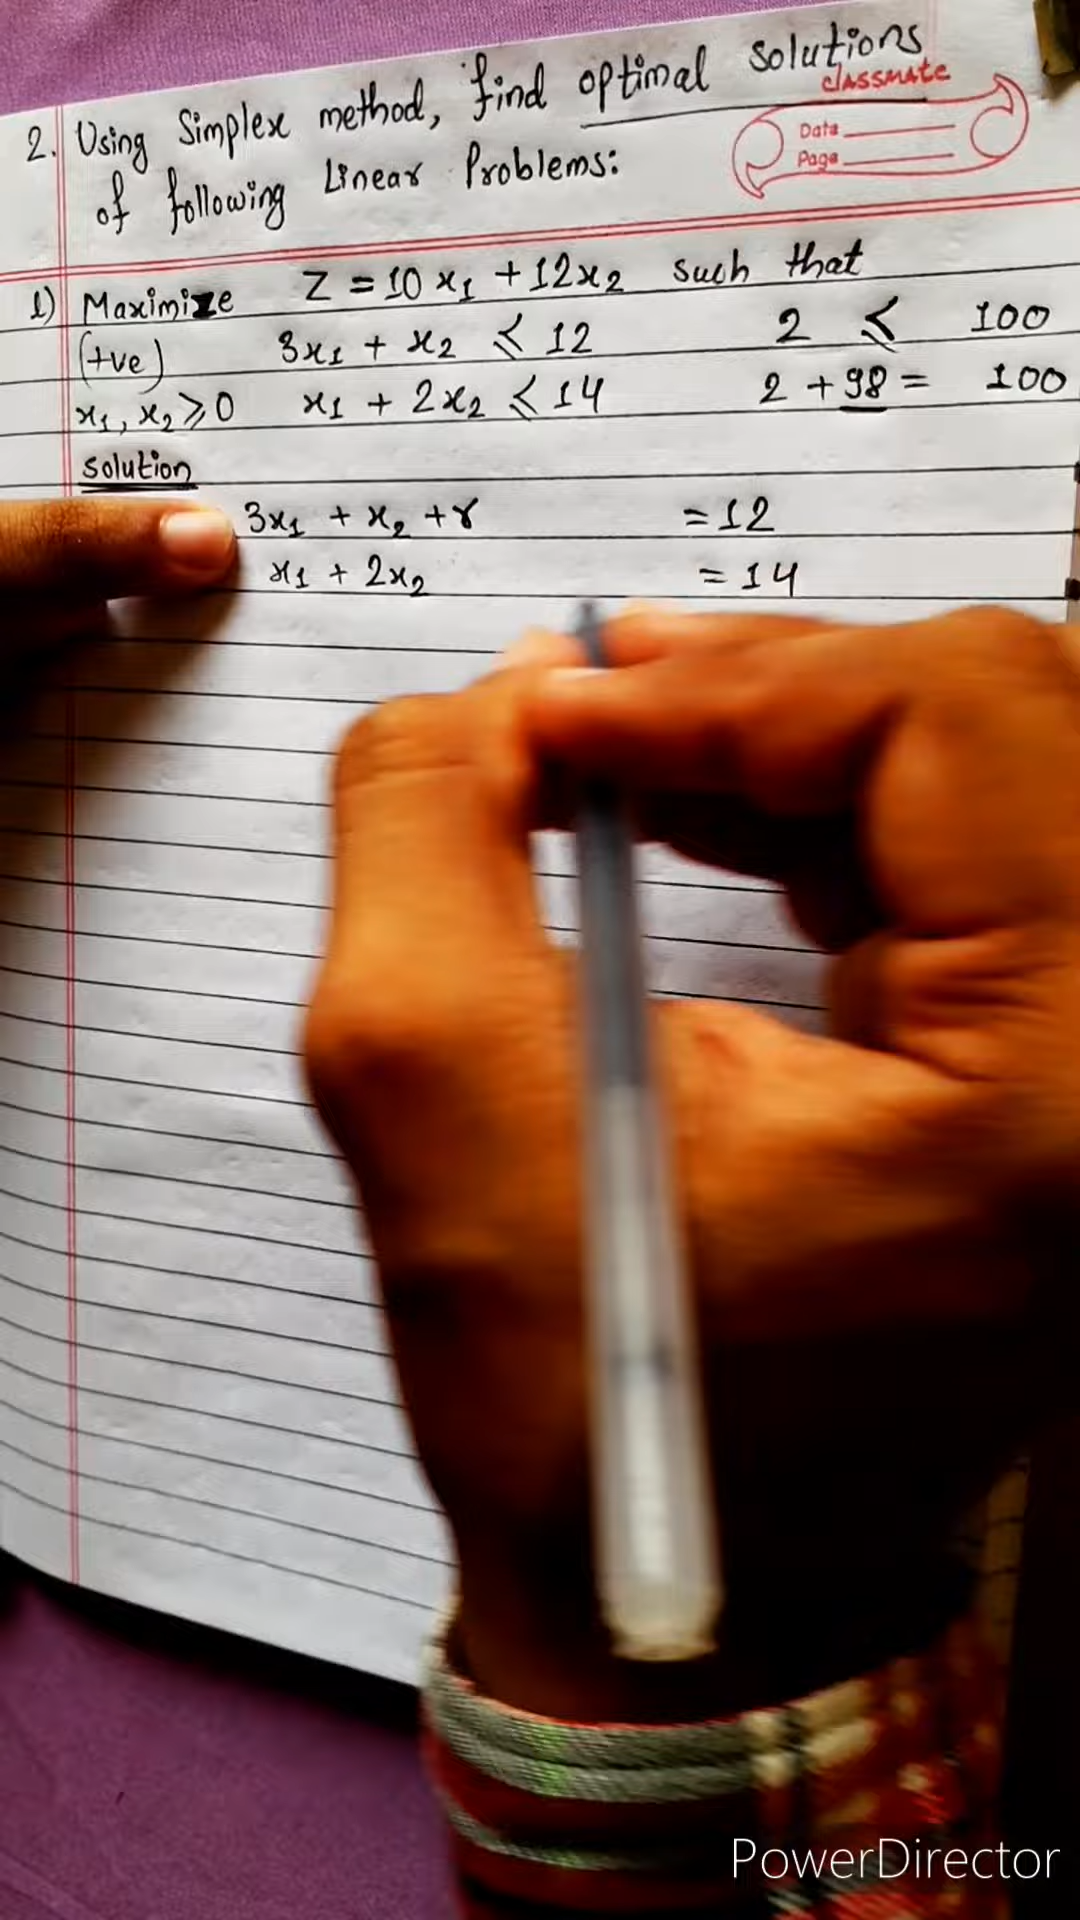 2. Using Simplex method, find optimal solutions
of following Linear Problems:
classmate
Date
Page
1) Maximize Z = 10x₁ + 12x₂ such that
(+ve) 3x₁ + x₂ ⩽ 12 2 ⩽ 100
x₁, x₂ ⩾ 0 x₁ + 2x₂ ⩽ 14 2 + 98 = 100
Solution
3x₁ + x₂ + r = 12
x₁ + 2x₂ = 14
PowerDirector